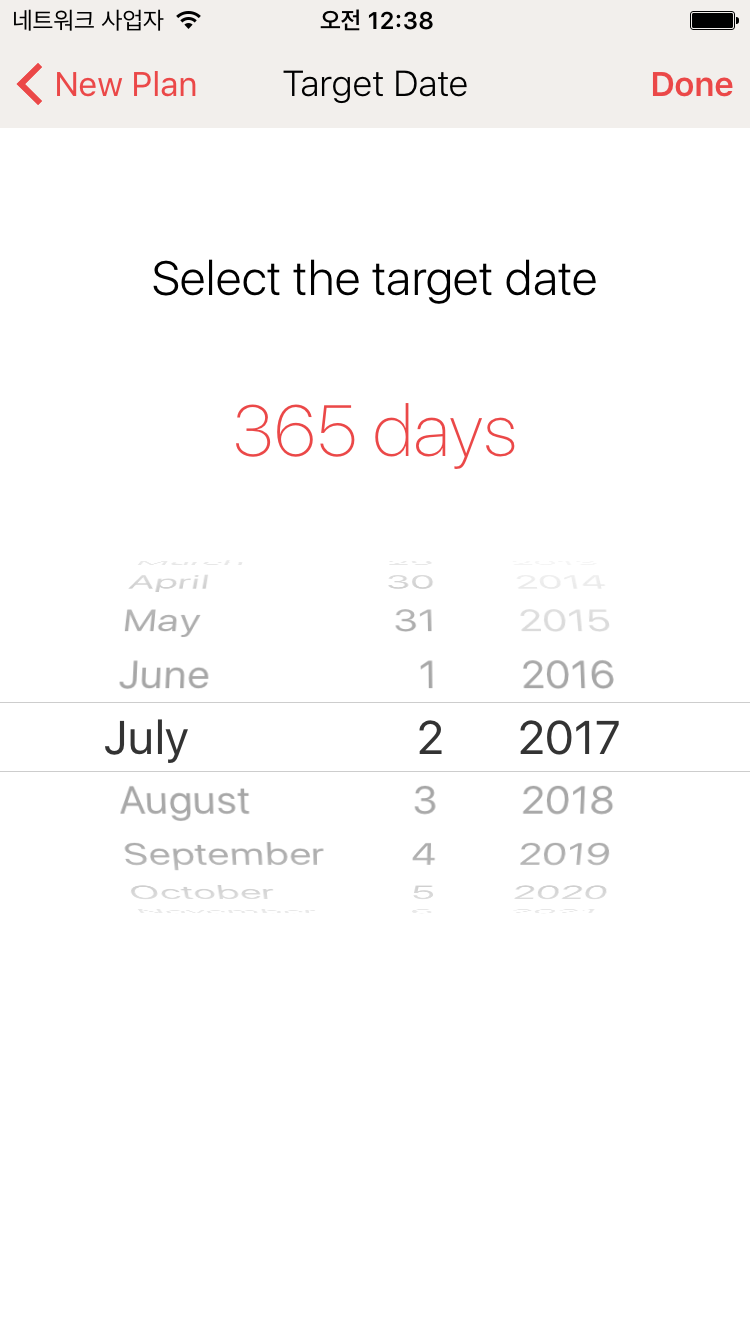 네트워크 사업자 오전 12:38
New Plan Target Date Done
Select the target date
365 days
April 30 2014
May 31 2015
June 1 2016
July 2 2017
August 3 2018
September 4 2019
October 5 2020